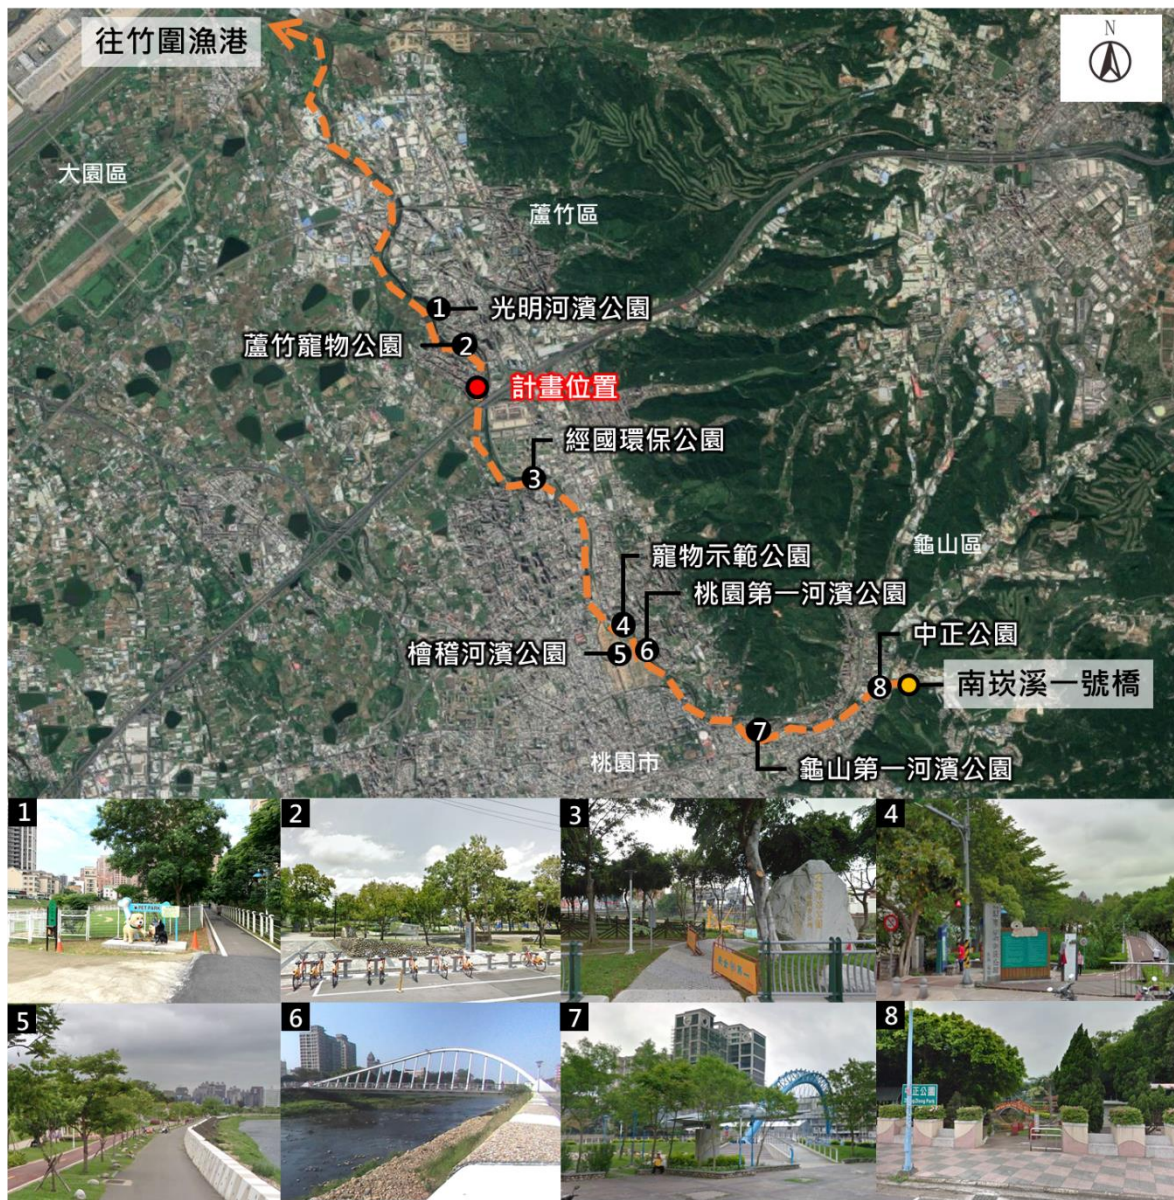 往竹圍漁港
N
大園區
蘆竹區
1
光明河濱公園
蘆竹寵物公園
2
計畫位置
經國環保公園
3
龜山區
寵物示範公園
桃園第一河濱公園
4
中正公園
檜稽河濱公園
5
6
8
南崁溪一號橋
7
桃園市
龜山第一河濱公園
1
2
3
4
PET PARK
5
6
7
8
中正公園